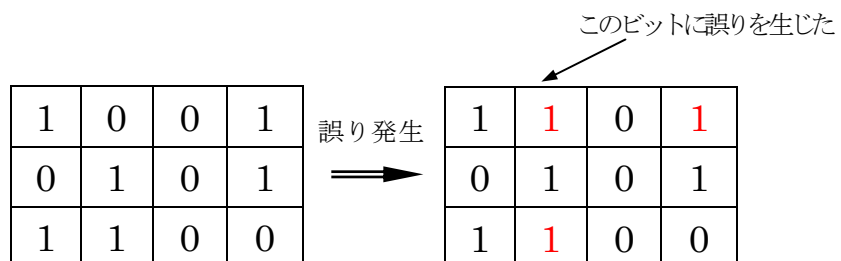 このビットに誤りを生じた
1 0 0 1
0 1 0 1
1 1 0 0
誤り発生
1 1 0 1
0 1 0 1
1 1 0 0